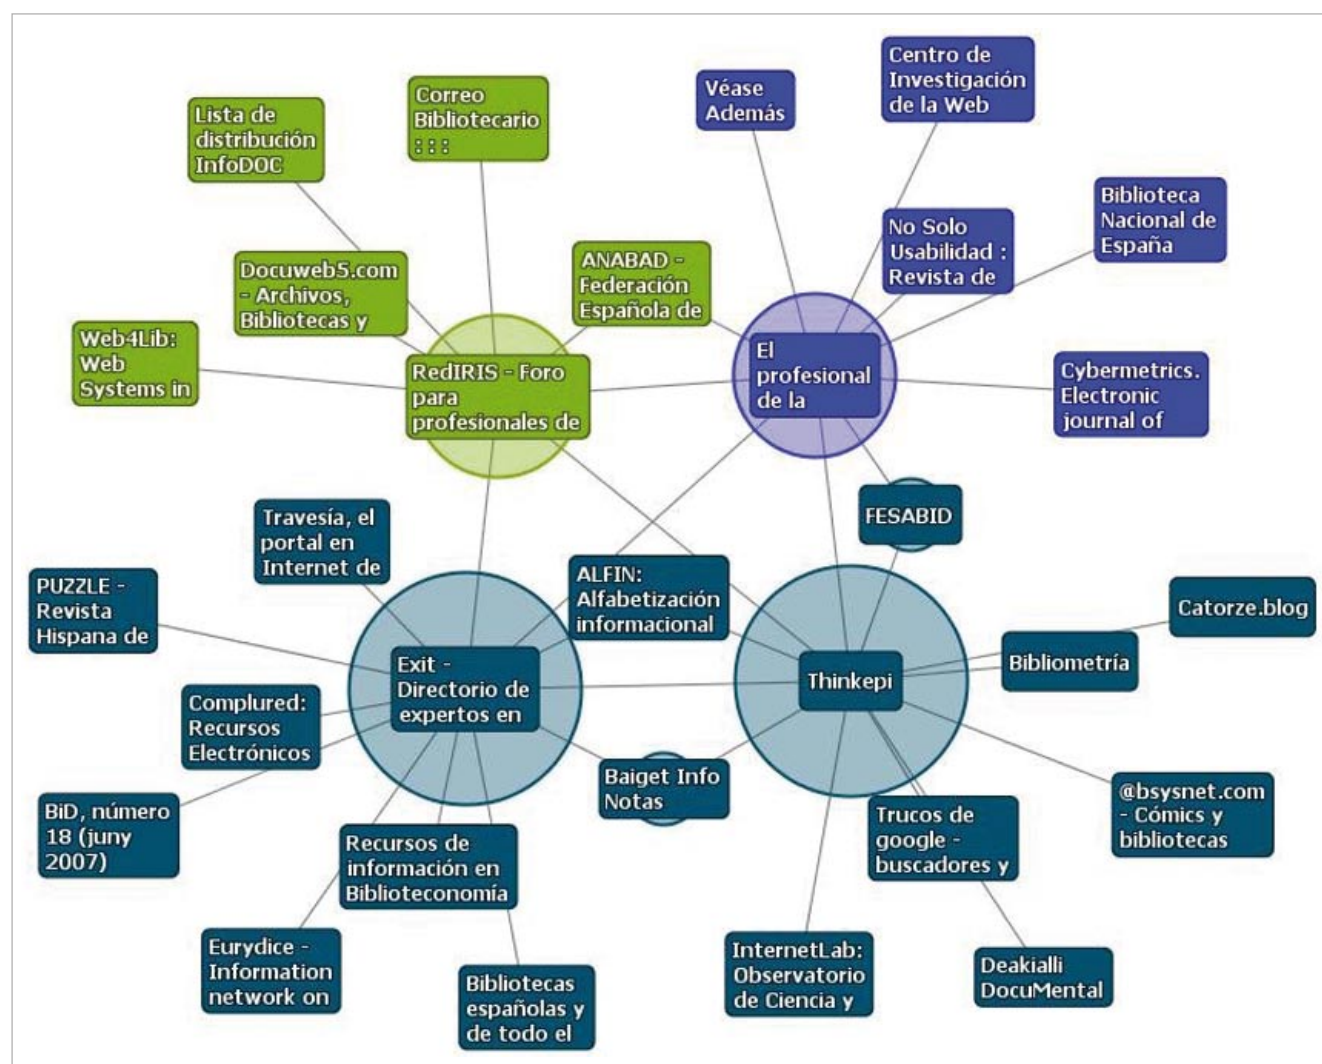 Lista de
distribución
InfoDOC
Correo
Bibliotecario
: : :
Véase
Además
Centro de
Investigación
de la Web
Docuweb5.com
- Archivos,
Bibliotecas y
ANABAD -
Federación
Española de
No Solo
Usabilidad :
Revista de
Biblioteca
Nacional de
España
Web4Lib:
Web
Systems in
RedIRIS - Foro
para
profesionales de
El
profesional
de la
Cybermetrics.
Electronic
journal of
Travesía, el
portal en
Internet de
FESABID
PUZZLE -
Revista
Hispana de
ALFIN:
Alfabetización
informacional
Catorze.blog
Exit -
Directorio de
expertos en
Thinkepi
Bibliometría
Complured:
Recursos
Electrónicos
Baiget Info
Notas
BiD, número
18 (juny
2007)
Recursos de
información en
Biblioteconomía
Trucos de
google -
buscadores y
@bsysnet.com
- Cómics y
bibliotecas
Eurydice -
Information
network on
Bibliotecas
españolas y
de todo el
InternetLab:
Observatorio
de Ciencia y
Deakialli
DocuMental